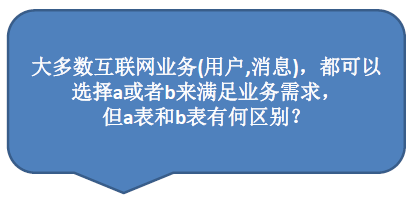 大多数互联网业务(用户,消息)，都可以
选择a或者b来满足业务需求，
但a表和b表有何区别？